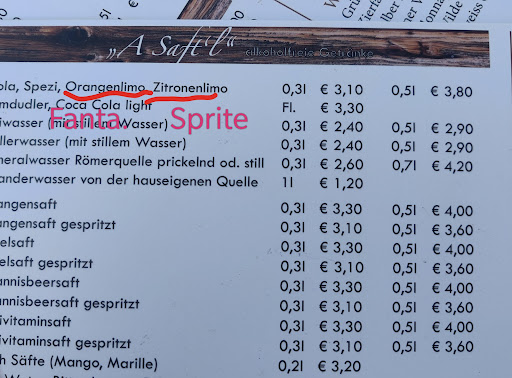 „A Saft'l“
alkoholfreie Getränke
ola, Spezi, Orangenlimo, Zitronenlimo 0,3l € 3,10 0,5l € 3,80
mdudler, Coca Cola light Fl. € 3,30
Fanta Sprite
iwasser (mit stillem Wasser) 0,3l € 2,40 0,5l € 2,90
llerwasser (mit stillem Wasser) 0,3l € 2,40 0,5l € 2,90
neralwasser Römerquelle prickelnd od. still 0,3l € 2,60 0,7l € 4,20
anderwasser von der hauseigenen Quelle 1l € 1,20
angensaft 0,3l € 3,30 0,5l € 4,00
angensaft gespritzt 0,3l € 3,10 0,5l € 3,60
elsaft 0,3l € 3,30 0,5l € 4,00
elsaft gespritzt 0,3l € 3,10 0,5l € 3,60
annisbeersaft 0,3l € 3,30 0,5l € 4,00
annisbeersaft gespritzt 0,3l € 3,10 0,5l € 3,60
tivitaminsaft 0,3l € 3,30 0,5l € 4,00
tivitaminsaft gespritzt 0,3l € 3,10 0,5l € 3,60
h Säfte (Mango, Marille) 0,2l € 3,20